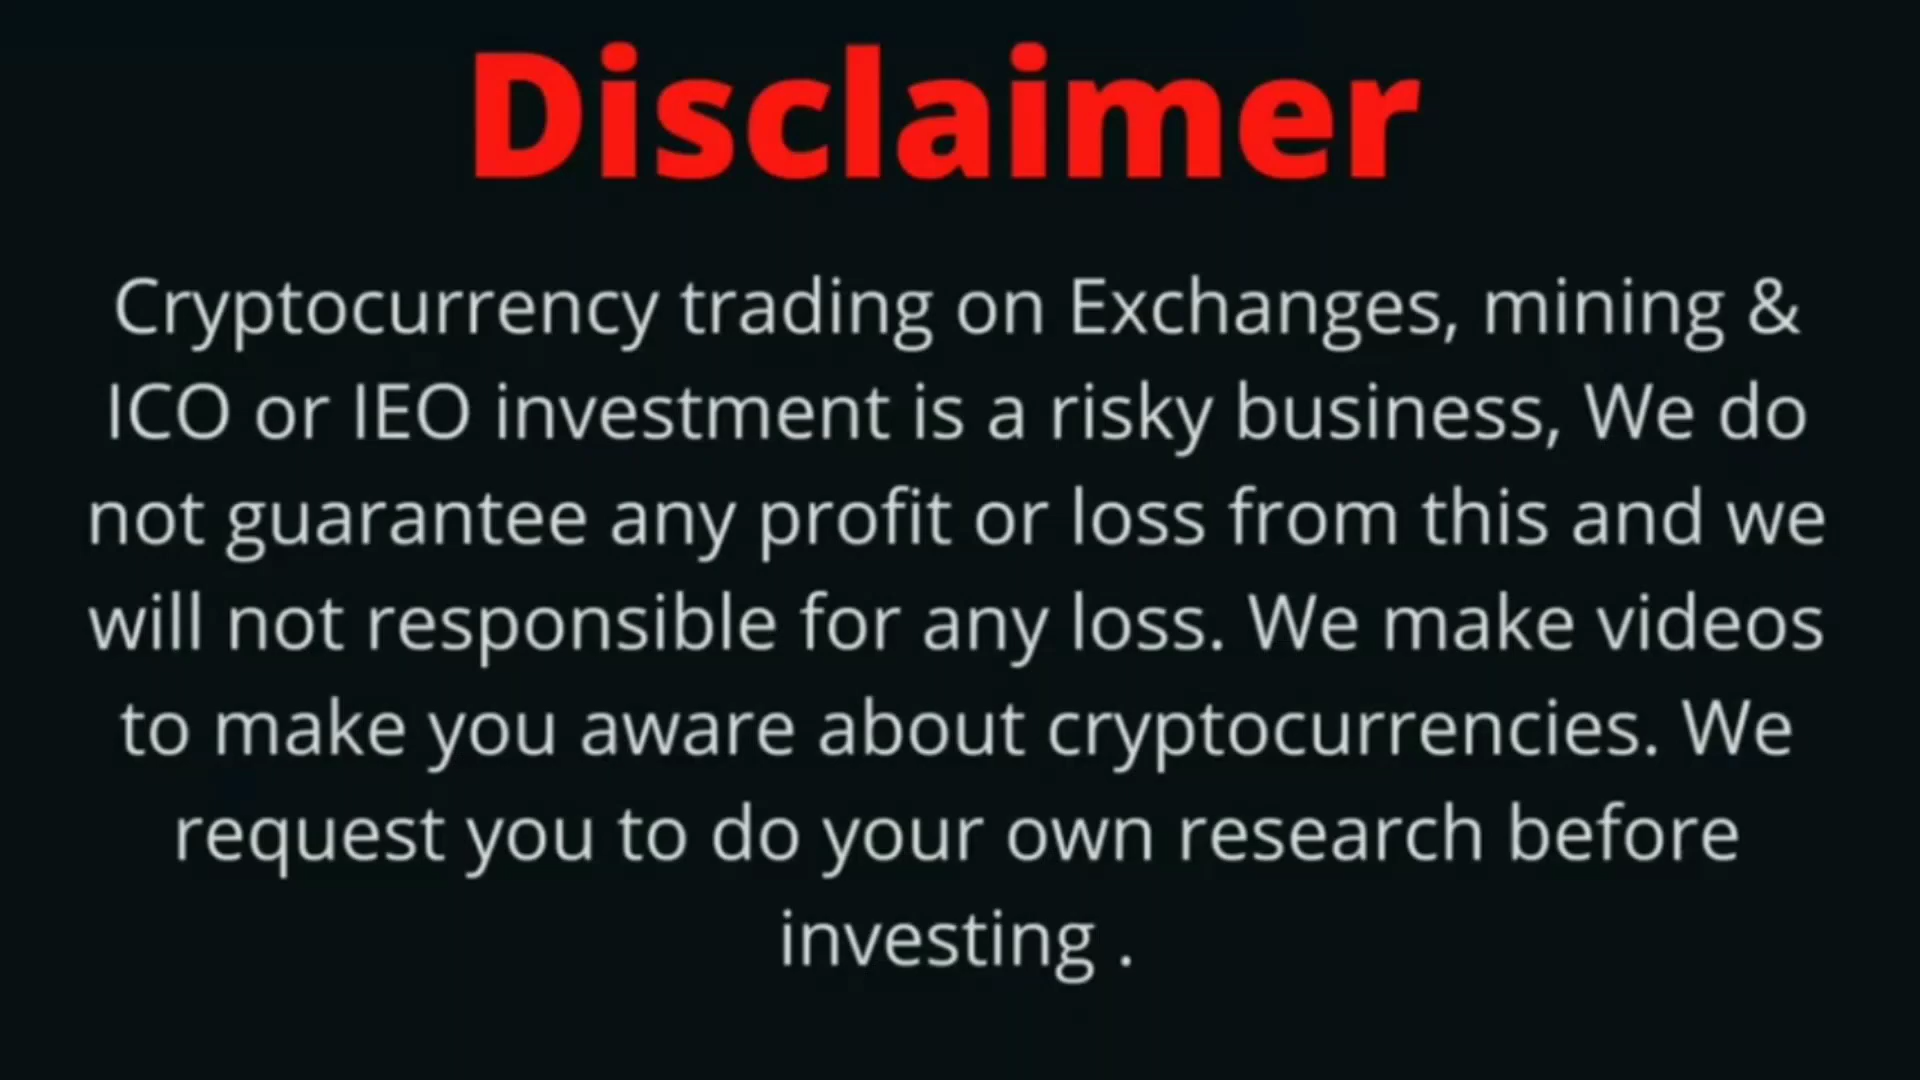 Disclaimer
Cryptocurrency trading on Exchanges, mining &
ICO or IEO investment is a risky business, We do
not guarantee any profit or loss from this and we
will not responsible for any loss. We make videos
to make you aware about cryptocurrencies. We
request you to do your own research before
investing .